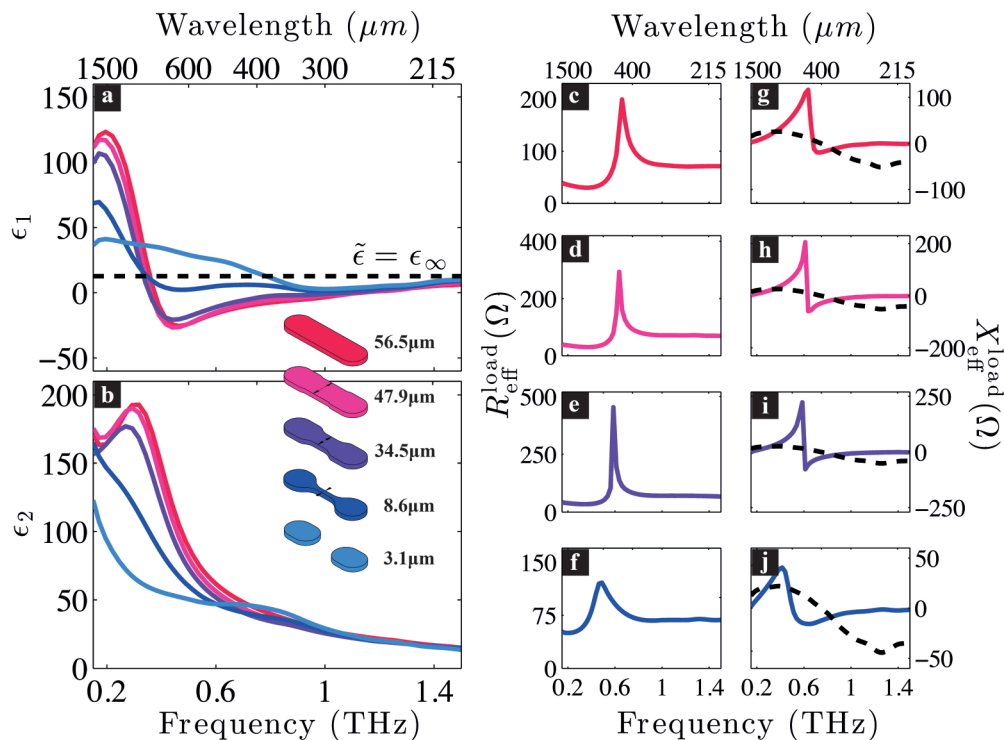 Wavelength (μm)
1500 600 400 300 215
a
150
100
50
0
−50
ϵ1
ϵ̃ = ϵ∞
56.5μm
47.9μm
34.5μm
8.6μm
3.1μm
b
200
150
100
50
0
ϵ2
0.2 0.6 1 1.4
Frequency (THz)
Wavelength (μm)
1500 400 215 1500 400 215
c
200
100
0
g
100
0
-100
d
400
200
0
h
200
0
-200
e
500
250
0
i
250
0
-250
f
150
75
0
j
50
0
-50
R_eff^load (Ω)
X_eff^load (Ω)
0.2 0.6 1 1.4 0.2 0.6 1 1.4
Frequency (THz)